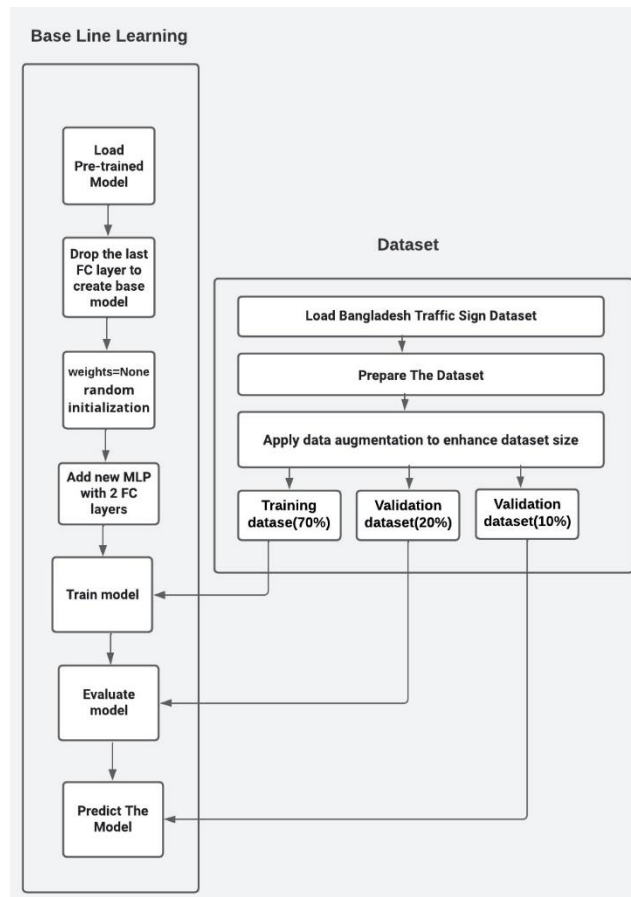 Base Line Learning
Load
Pre-trained
Model
Drop the last
FC layer to
create base
model
weights=None
random
initialization
Add new MLP
with 2 FC
layers
Train model
Evaluate
model
Predict The
Model
Dataset
Load Bangladesh Traffic Sign Dataset
Prepare The Dataset
Apply data augmentation to enhance dataset size
Training
datase(70%)
Validation
dataset(20%)
Validation
dataset(10%)